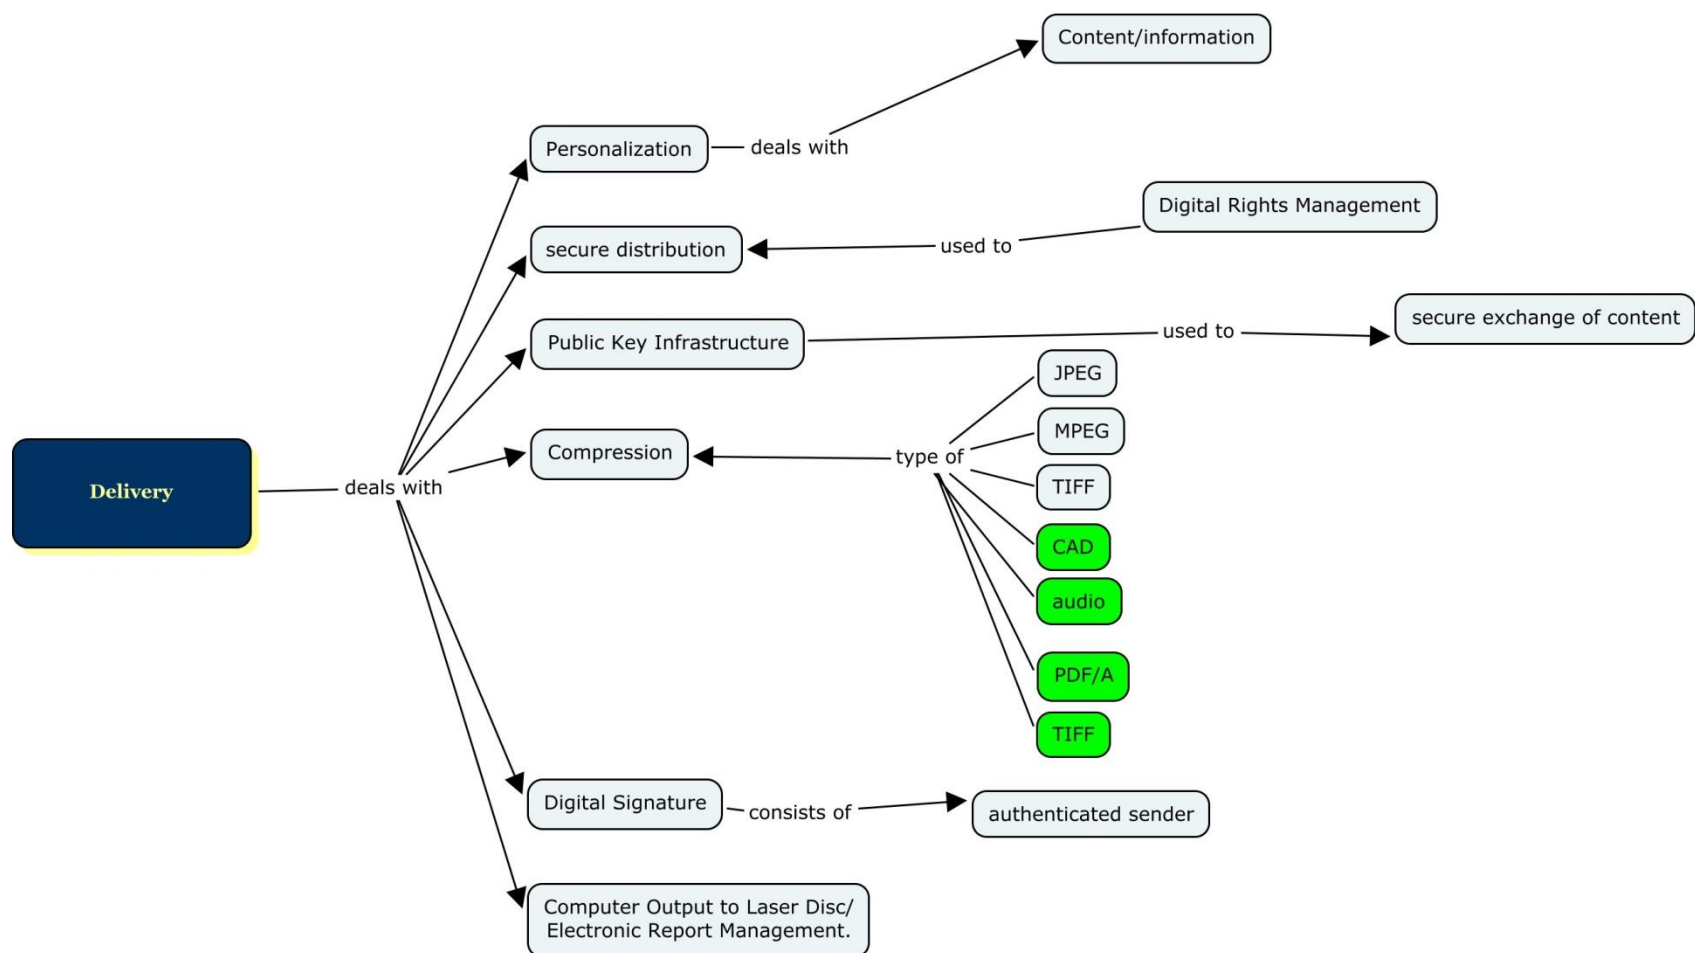 Content/information
Personalization
deals with
Digital Rights Management
secure distribution
used to
Public Key Infrastructure
used to
secure exchange of content
JPEG
MPEG
Compression
type of
TIFF
Delivery
deals with
CAD
audio
PDF/A
TIFF
Digital Signature
consists of
authenticated sender
Computer Output to Laser Disc/
Electronic Report Management.